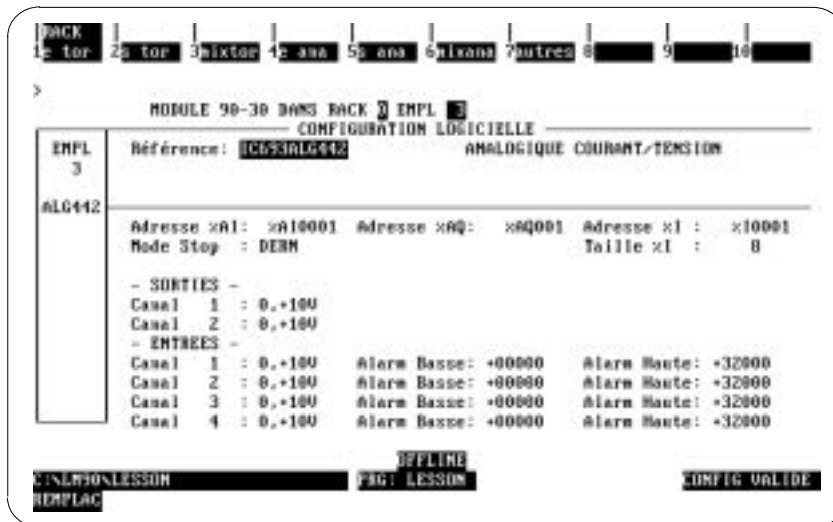 RACK
1e tor 2s tor 3mixtor 4e ana 5s ana 6mixana 7autres 8 9 10
>
MODULE 90-30 DANS RACK 0 EMPL 3
CONFIGURATION LOGICIELLE
EMPL Référence: IC693ALG442 ANALOGIQUE COURANT/TENSION
3
ALG442
Adresse %AI: %AI0001 Adresse %AQ: %AQ001 Adresse %I : %I0001
Mode Stop : DERN Taille %I : 8
- SORTIES -
Canal 1 : 0,+10V
Canal 2 : 0,+10V
- ENTREES -
Canal 1 : 0,+10V Alarm Basse: +00000 Alarm Haute: +32000
Canal 2 : 0,+10V Alarm Basse: +00000 Alarm Haute: +32000
Canal 3 : 0,+10V Alarm Basse: +00000 Alarm Haute: +32000
Canal 4 : 0,+10V Alarm Basse: +00000 Alarm Haute: +32000
OFFLINE
C:\LM90\LESSON PRG: LESSON CONFIG VALIDE
REMPLAC